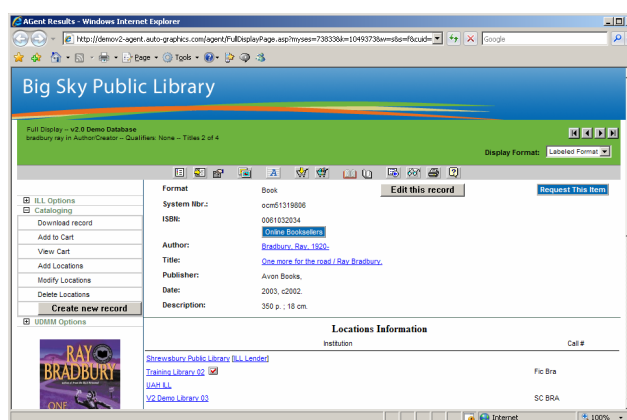 AGent Results - Windows Internet Explorer
http://demov2-agent.auto-graphics.com/agent/FullDisplayPage.asp?myses=73833&l=1049373&w=s&s=f&cuid=
Google
Page Tools
Big Sky Public Library
Full Display -- v2.0 Demo Database
bradbury ray in Author/Creator -- Qualifiers: None -- Titles 2 of 4
Display Format: Labeled Format
ILL Options
Cataloging
Download record
Add to Cart
View Cart
Add Locations
Modify Locations
Delete Locations
Create new record
UDMM Options
RAY
BRADBURY
ONE
Format Book Edit this record Request This Item
System Nbr.: ocm51319806
ISBN: 0061032034
Online Booksellers
Author: Bradbury, Ray, 1920-
Title: One more for the road / Ray Bradbury.
Publisher: Avon Books,
Date: 2003, c2002.
Description: 350 p. ; 18 cm.
Locations Information
Institution Call #
Shrewsbury Public Library [ILL Lender]
Training Library 02 Fic Bra
UAH ILL
V2 Demo Library 03 SC BRA
Internet 100%